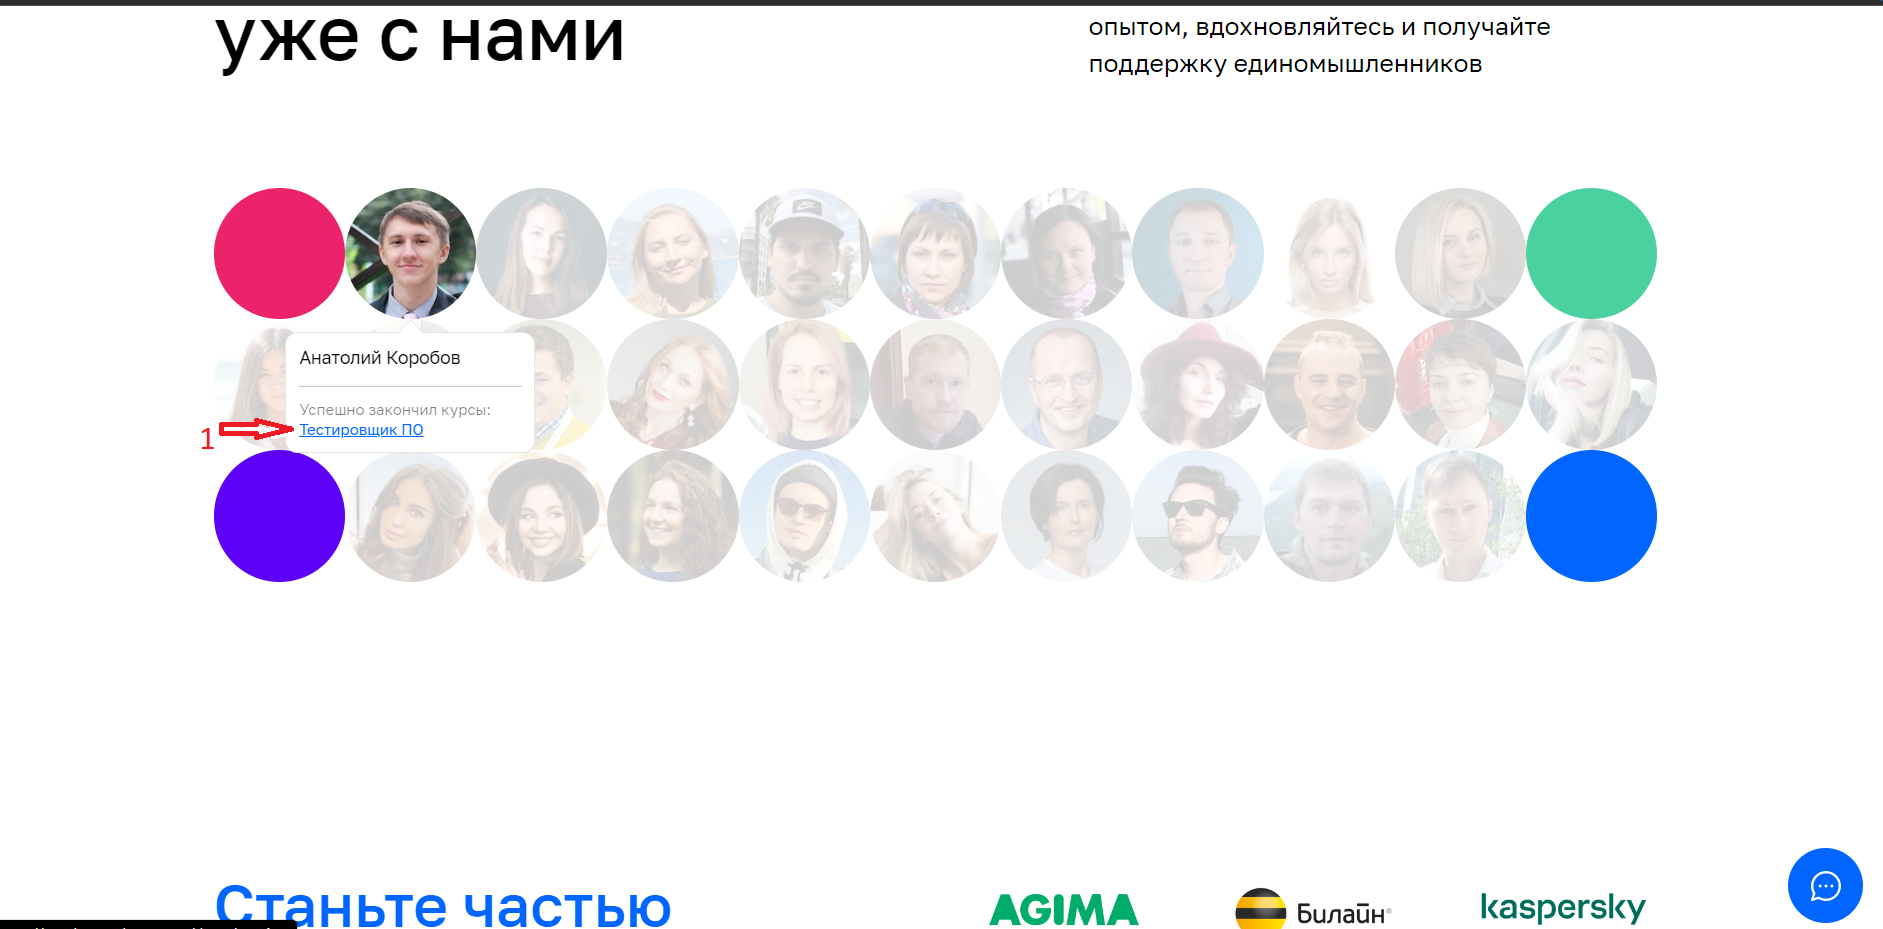 уже с нами
опытом, вдохновляйтесь и получайте
поддержку единомышленников
Анатолий Коробов
Успешно закончил курсы:
1
Тестировщик ПО
Станьте частью
AGIMA
Билайн®
kaspersky